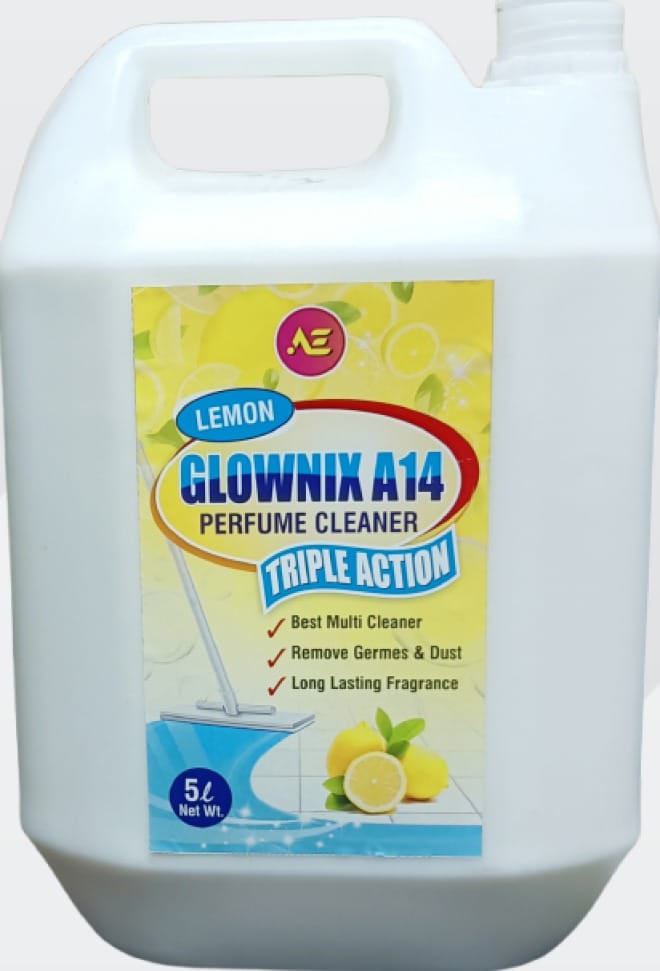 AE
LEMON
GLOWNIX A14
PERFUME CLEANER
TRIPLE ACTION
✓ Best Multi Cleaner
✓ Remove Germes & Dust
✓ Long Lasting Fragrance
5ℓ
Net Wt.